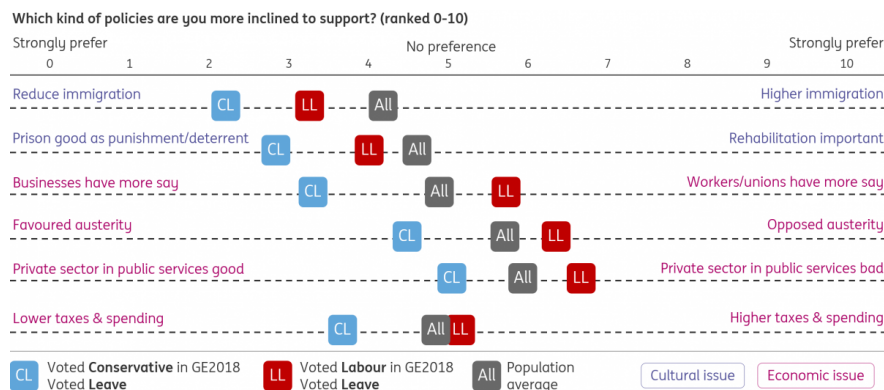 Which kind of policies are you more inclined to support? (ranked 0-10)
Strongly prefer No preference Strongly prefer
0 1 2 3 4 5 6 7 8 9 10
Reduce immigration CL LL All Higher immigration
Prison good as punishment/deterrent CL LL All Rehabilitation important
Businesses have more say CL All LL Workers/unions have more say
Favoured austerity CL All LL Opposed austerity
Private sector in public services good CL All LL Private sector in public services bad
Lower taxes & spending CL All LL Higher taxes & spending
CL Voted Conservative in GE2018
Voted Leave
LL Voted Labour in GE2018
Voted Leave
All Population
average
Cultural issue
Economic issue